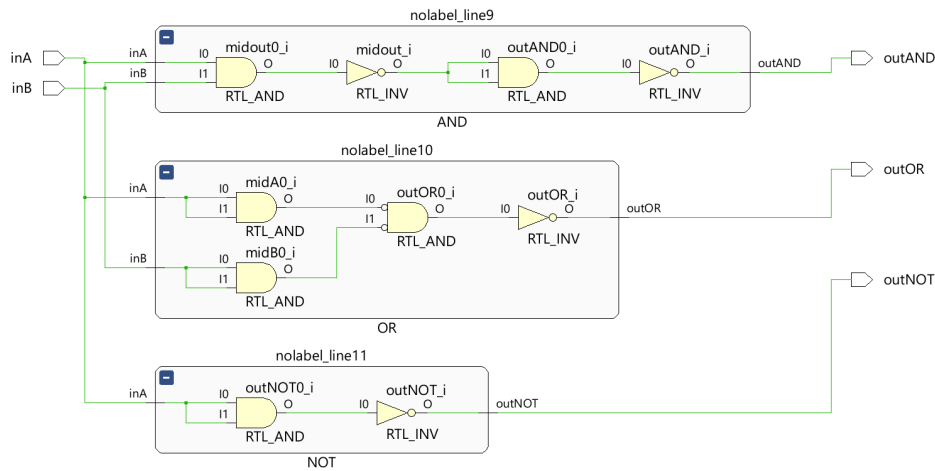 nolabel_line9
inA
inB
inA
inB
I0
I1
midout0_i
O
RTL_AND
I0
midout_i
O
RTL_INV
I0
I1
outAND0_i
O
RTL_AND
I0
outAND_i
O
RTL_INV
outAND
outAND
AND
nolabel_line10
inA
I0
I1
midA0_i
O
RTL_AND
inB
I0
I1
midB0_i
O
RTL_AND
I0
I1
outOR0_i
O
RTL_AND
I0
outOR_i
O
RTL_INV
outOR
outOR
OR
nolabel_line11
inA
I0
I1
outNOT0_i
O
RTL_AND
I0
outNOT_i
O
RTL_INV
outNOT
outNOT
NOT